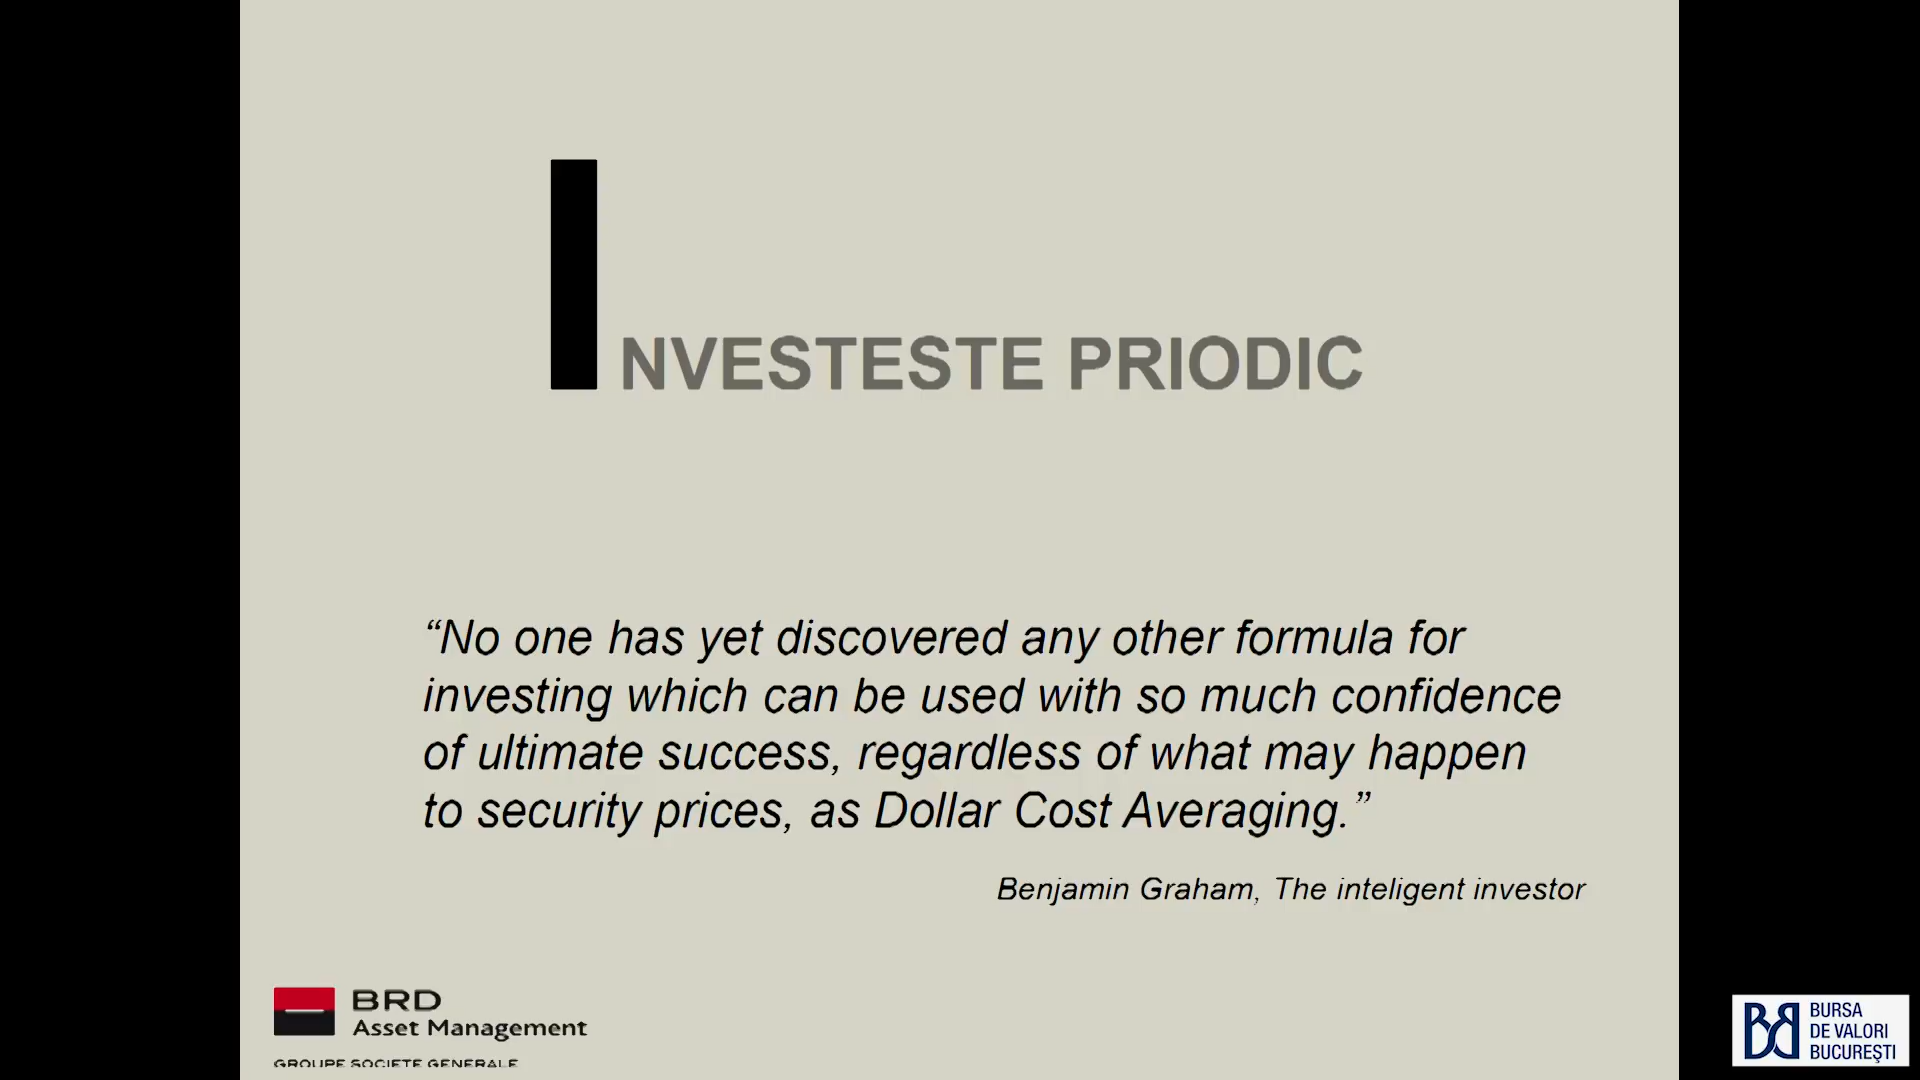 INVESTESTE PRIODIC
“No one has yet discovered any other formula for
investing which can be used with so much confidence
of ultimate success, regardless of what may happen
to security prices, as Dollar Cost Averaging.”
Benjamin Graham, The inteligent investor
BRD
Asset Management
GROUPE SOCIETE GENERALE
BURSA
DE VALORI
BUCUREŞTI